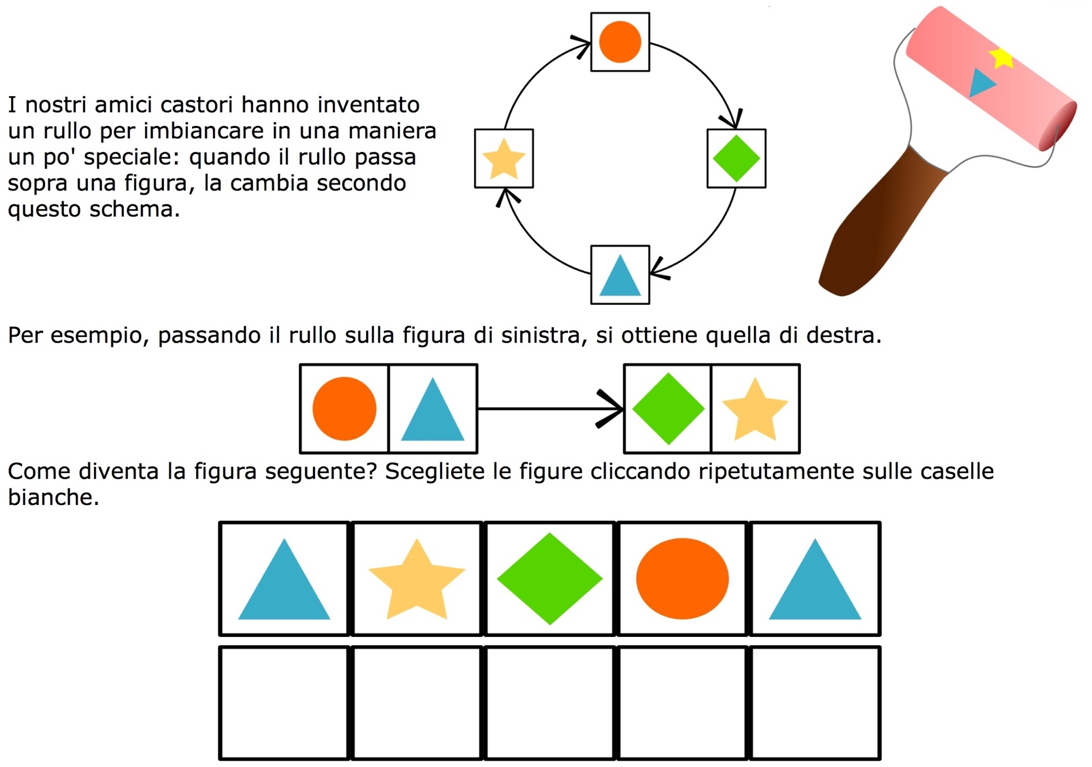 I nostri amici castori hanno inventato
un rullo per imbiancare in una maniera
un po' speciale: quando il rullo passa
sopra una figura, la cambia secondo
questo schema.
Per esempio, passando il rullo sulla figura di sinistra, si ottiene quella di destra.
Come diventa la figura seguente? Scegliete le figure cliccando ripetutamente sulle caselle
bianche.